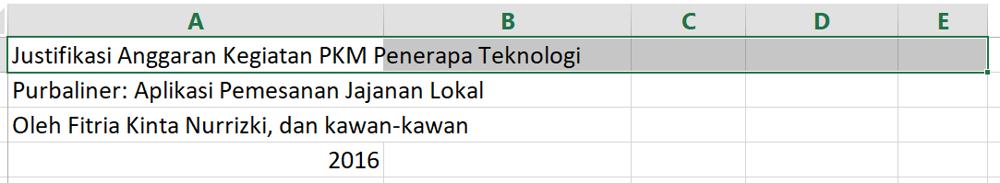 A B C D E
Justifikasi Anggaran Kegiatan PKM Penerapa Teknologi
Purbaliner: Aplikasi Pemesanan Jajanan Lokal
Oleh Fitria Kinta Nurrizki, dan kawan-kawan
2016